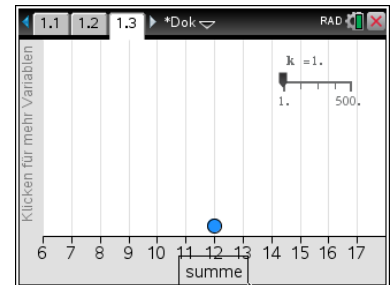 1.1 1.2 1.3 *Dok RAD
Klicken für mehr Variablen
k =1.
1. 500.
6 7 8 9 10 11 12 13 14 15 16 17
summe